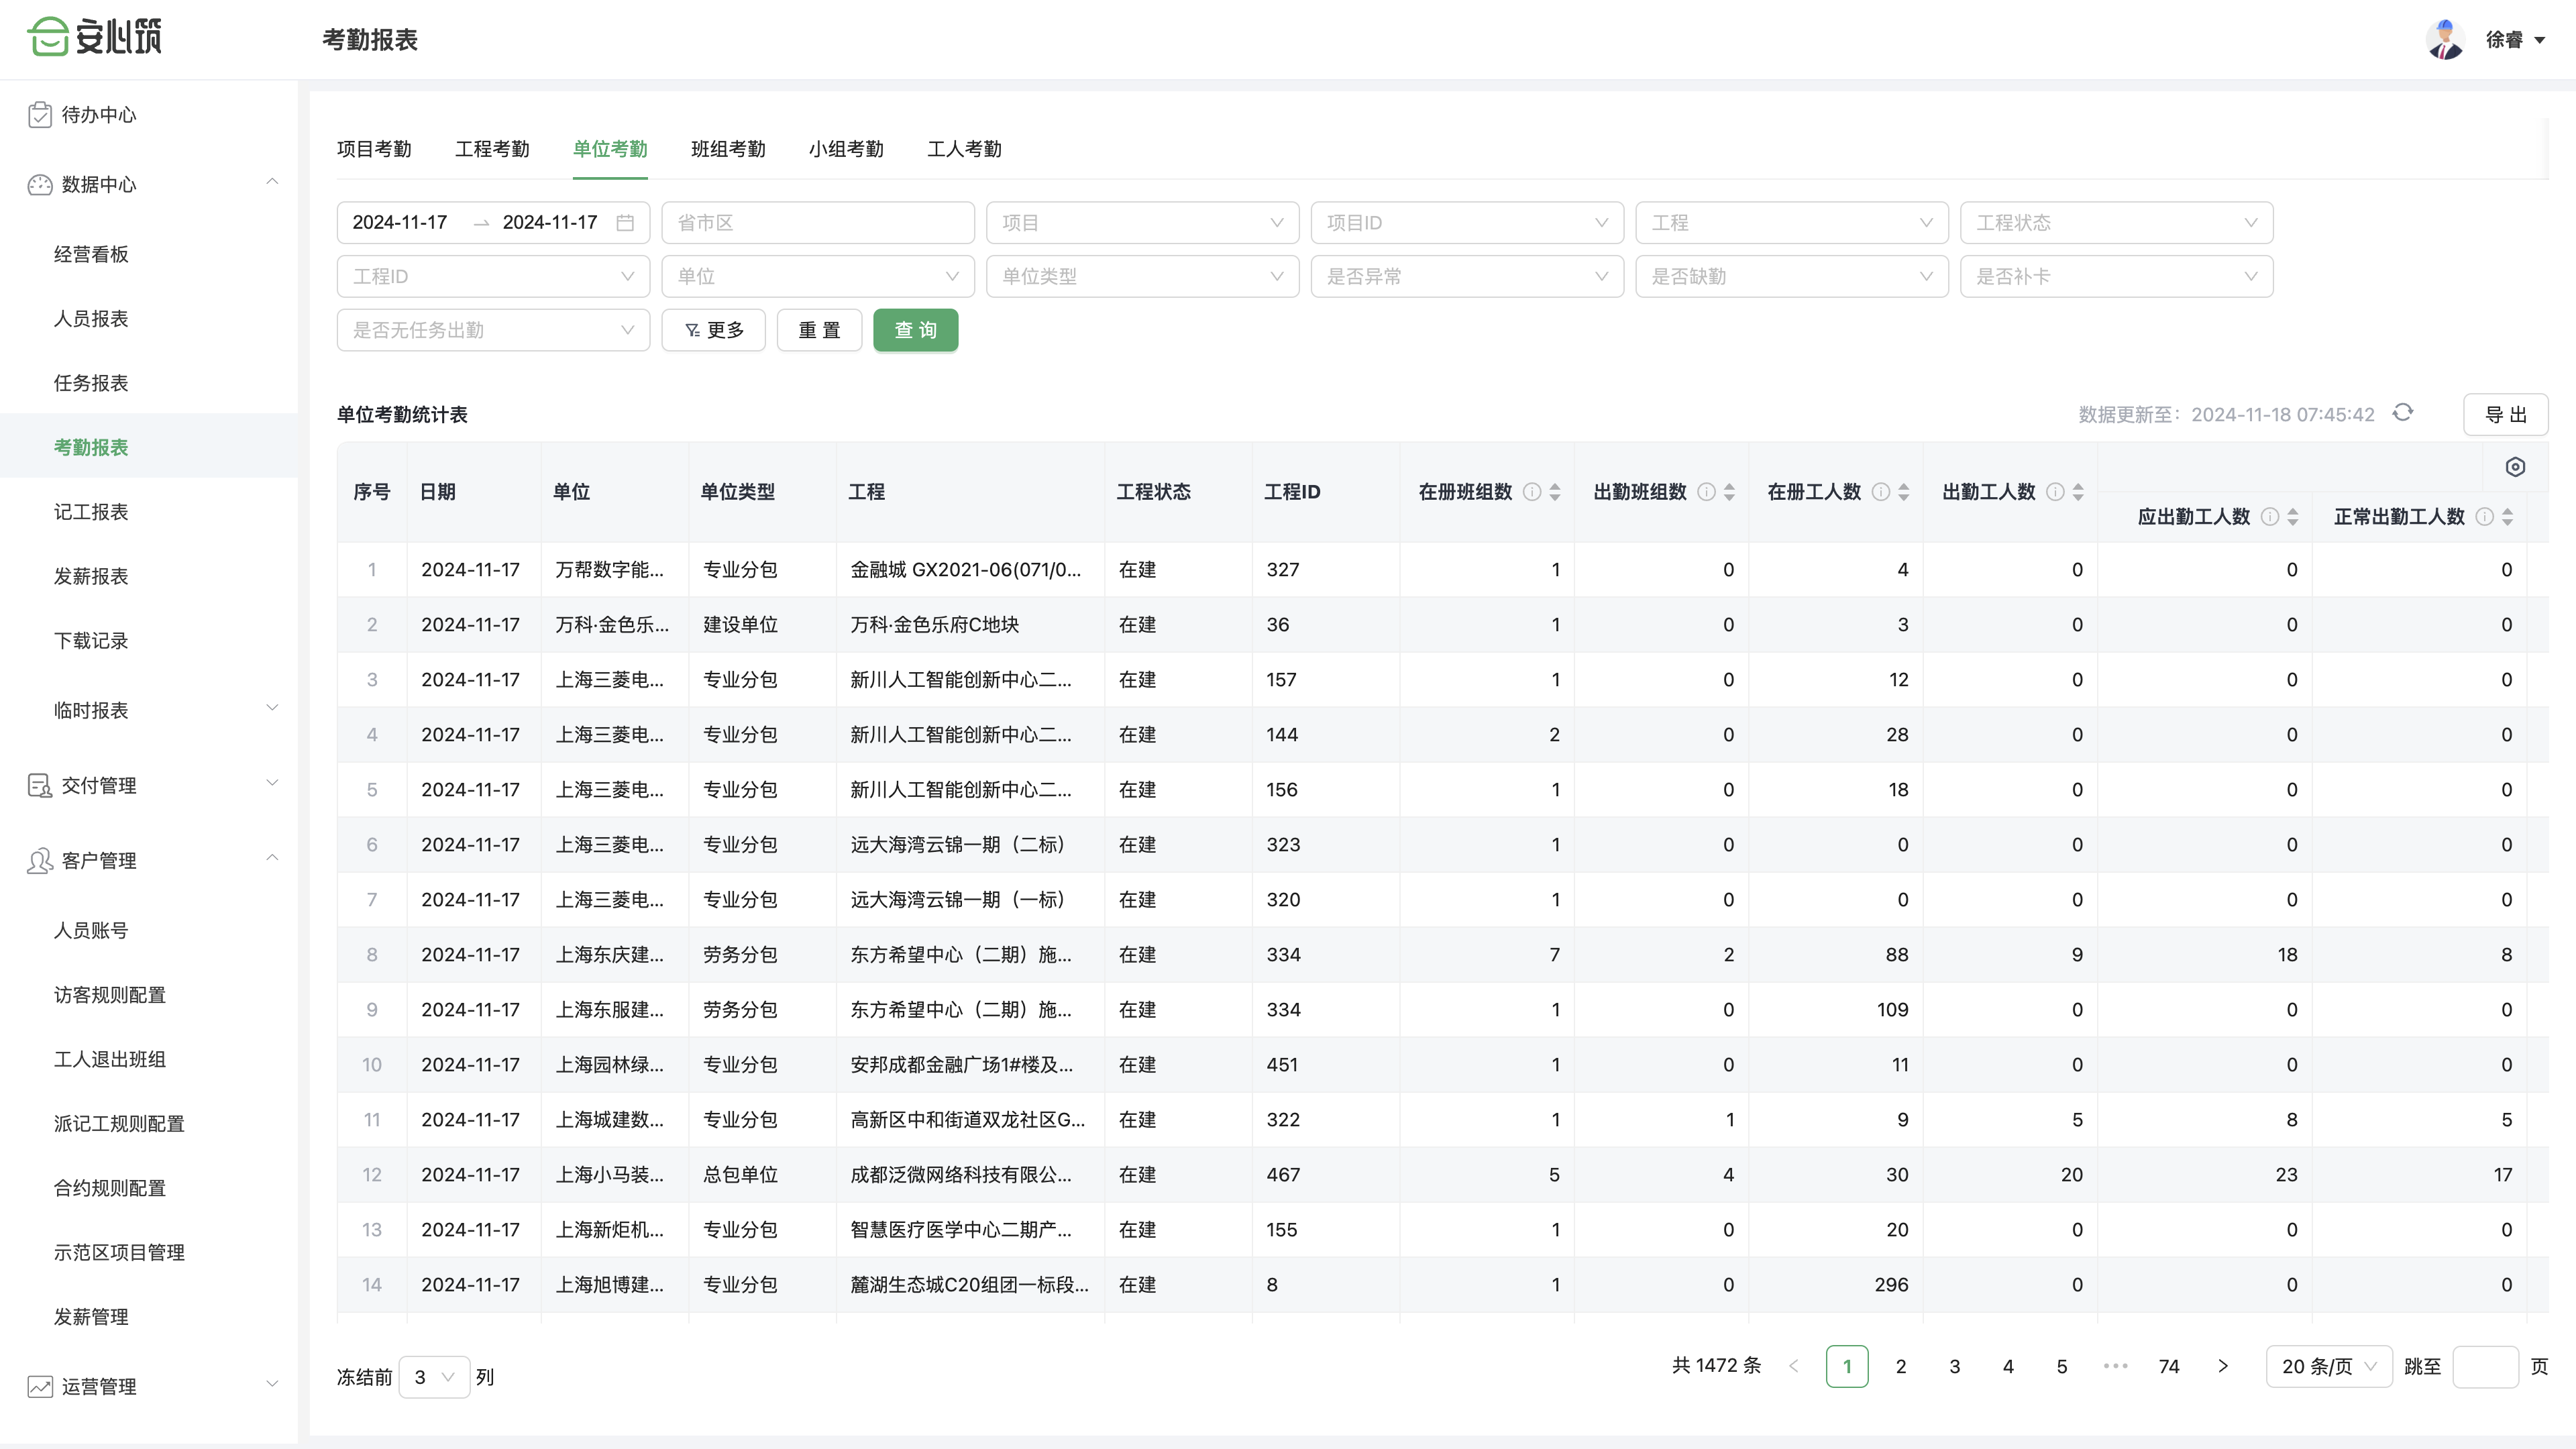 安心筑
考勤报表
徐睿
待办中心
数据中心
经营看板
人员报表
任务报表
考勤报表
记工报表
发薪报表
下载记录
临时报表
交付管理
客户管理
人员账号
访客规则配置
工人退出班组
派记工规则配置
合约规则配置
示范区项目管理
发薪管理
运营管理
项目考勤 工程考勤 单位考勤 班组考勤 小组考勤 工人考勤
2024-11-17 → 2024-11-17 省市区 项目 项目ID 工程 工程状态
工程ID 单位 单位类型 是否异常 是否缺勤 是否补卡
是否无任务出勤 更多 重 置 查 询
单位考勤统计表 数据更新至：2024-11-18 07:45:42 导 出
序号 日期 单位 单位类型 工程 工程状态 工程ID 在册班组数 出勤班组数 在册工人数 出勤工人数
应出勤工人数 正常出勤工人数
1 2024-11-17 万帮数字能... 专业分包 金融城 GX2021-06(071/0... 在建 327 1 0 4 0 0 0
2 2024-11-17 万科·金色乐... 建设单位 万科·金色乐府C地块 在建 36 1 0 3 0 0 0
3 2024-11-17 上海三菱电... 专业分包 新川人工智能创新中心二... 在建 157 1 0 12 0 0 0
4 2024-11-17 上海三菱电... 专业分包 新川人工智能创新中心二... 在建 144 2 0 28 0 0 0
5 2024-11-17 上海三菱电... 专业分包 新川人工智能创新中心二... 在建 156 1 0 18 0 0 0
6 2024-11-17 上海三菱电... 专业分包 远大海湾云锦一期（二标） 在建 323 1 0 0 0 0 0
7 2024-11-17 上海三菱电... 专业分包 远大海湾云锦一期（一标） 在建 320 1 0 0 0 0 0
8 2024-11-17 上海东庆建... 劳务分包 东方希望中心（二期）施... 在建 334 7 2 88 9 18 8
9 2024-11-17 上海东服建... 劳务分包 东方希望中心（二期）施... 在建 334 1 0 109 0 0 0
10 2024-11-17 上海园林绿... 专业分包 安邦成都金融广场1#楼及... 在建 451 1 0 11 0 0 0
11 2024-11-17 上海城建数... 专业分包 高新区中和街道双龙社区G... 在建 322 1 1 9 5 8 5
12 2024-11-17 上海小马装... 总包单位 成都泛微网络科技有限公... 在建 467 5 4 30 20 23 17
13 2024-11-17 上海新炬机... 专业分包 智慧医疗医学中心二期产... 在建 155 1 0 20 0 0 0
14 2024-11-17 上海旭博建... 专业分包 麓湖生态城C20组团一标段... 在建 8 1 0 296 0 0 0
冻结前 3 列 共 1472 条 < 1 2 3 4 5 ••• 74 > 20 条/页 跳至 页